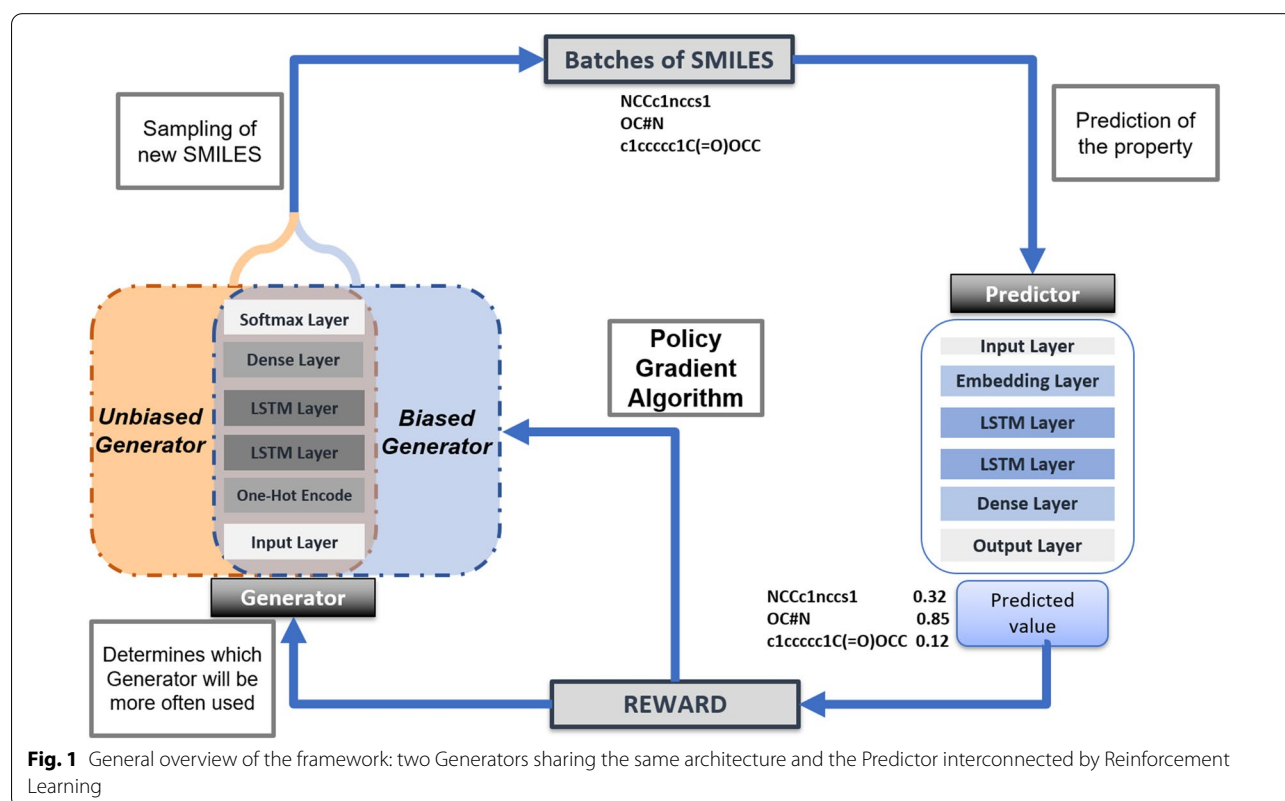 Batches of SMILES
NCCc1nccs1
OC#N
c1ccccc1C(=O)OCC
Sampling of
new SMILES
Prediction of
the property
Predictor
Input Layer
Embedding Layer
LSTM Layer
LSTM Layer
Dense Layer
Output Layer
Policy
Gradient
Algorithm
Unbiased
Generator
Softmax Layer
Dense Layer
LSTM Layer
LSTM Layer
One-Hot Encode
Input Layer
Biased
Generator
Generator
Determines which
Generator will be
more often used
NCCc1nccs1 0.32
OC#N 0.85
c1ccccc1C(=O)OCC 0.12
Predicted
value
REWARD
Fig. 1 General overview of the framework: two Generators sharing the same architecture and the Predictor interconnected by Reinforcement
Learning